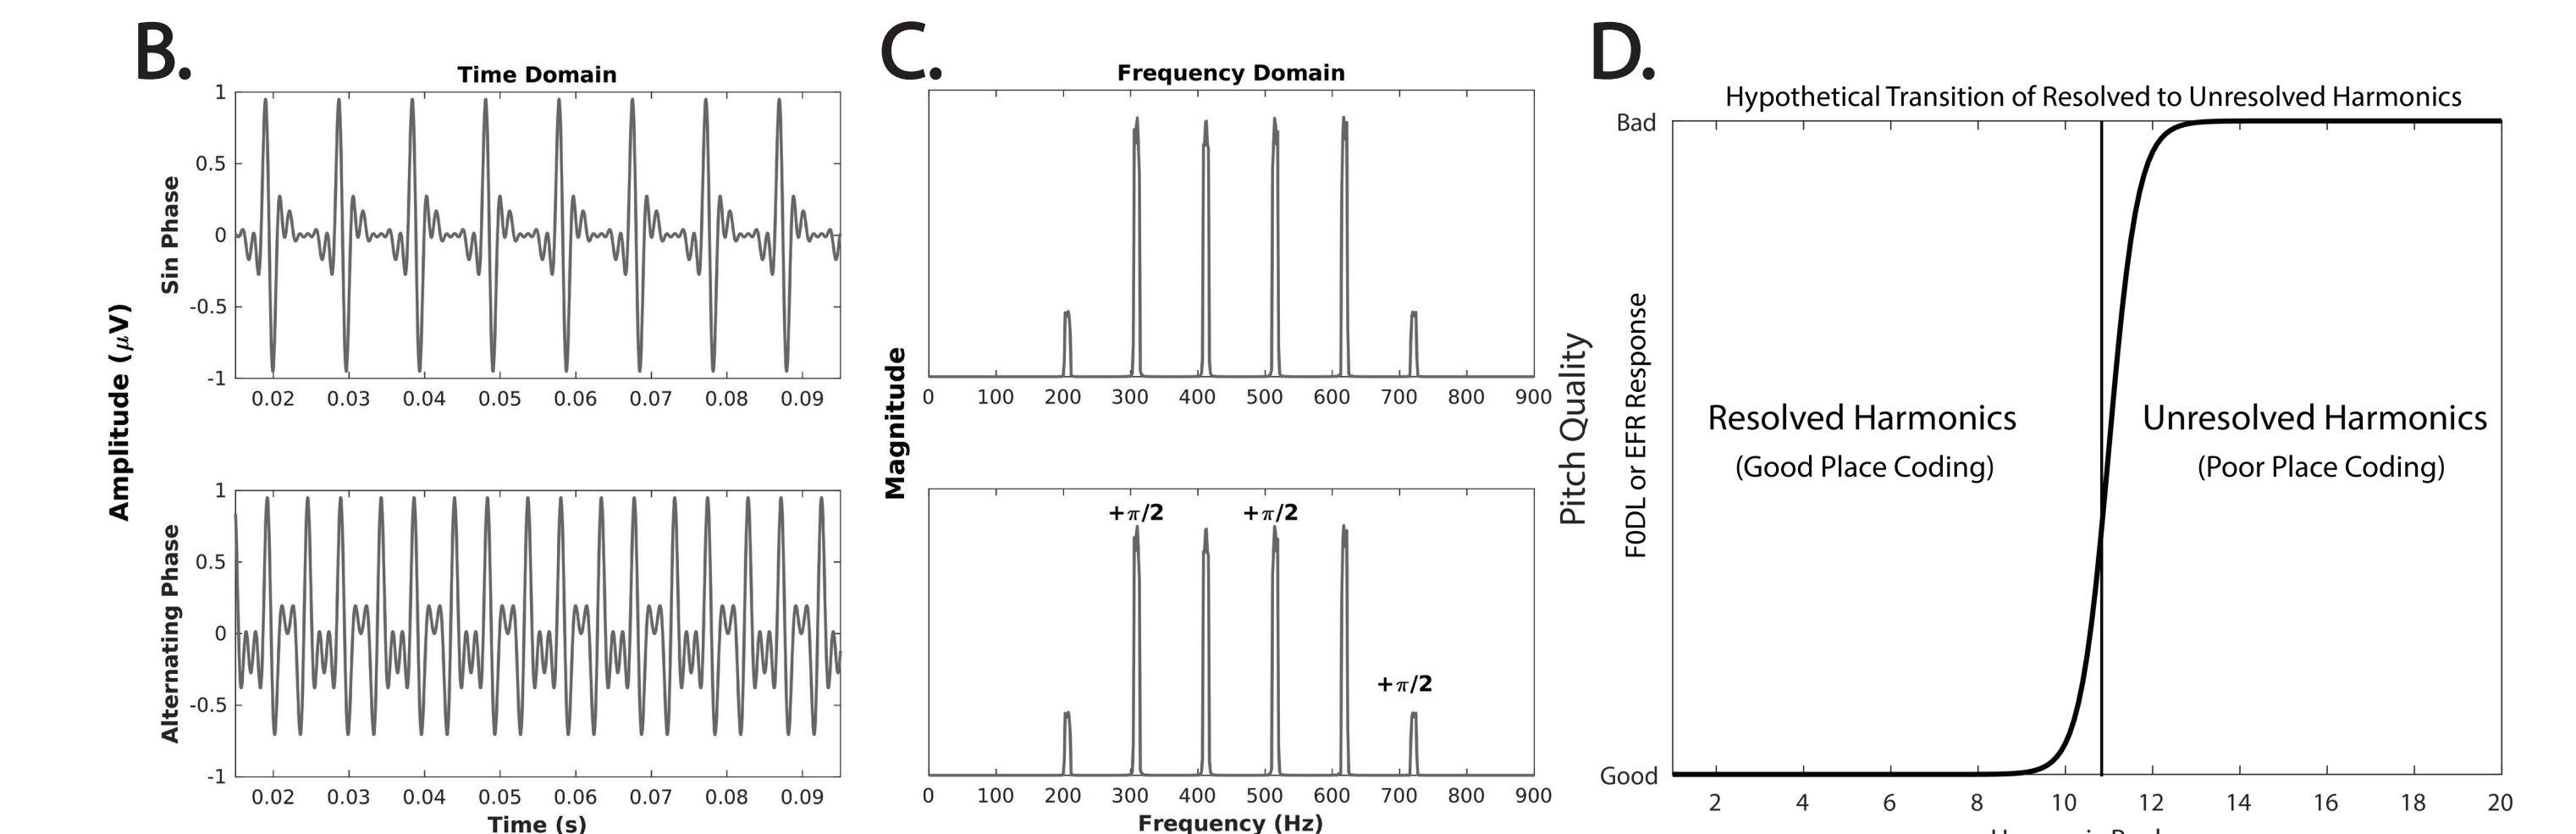 B.
Time Domain
Amplitude (μV)
Sin Phase
1
0.5
0
-0.5
-1
0.02 0.03 0.04 0.05 0.06 0.07 0.08 0.09
Alternating Phase
1
0.5
0
-0.5
-1
0.02 0.03 0.04 0.05 0.06 0.07 0.08 0.09
Time (s)
C.
Frequency Domain
Magnitude
0 100 200 300 400 500 600 700 800 900
+π/2 +π/2
+π/2
0 100 200 300 400 500 600 700 800 900
Frequency (Hz)
D.
Hypothetical Transition of Resolved to Unresolved Harmonics
Pitch Quality
F0DL or EFR Response
Bad
Resolved Harmonics
(Good Place Coding)
Unresolved Harmonics
(Poor Place Coding)
Good
2 4 6 8 10 12 14 16 18 20